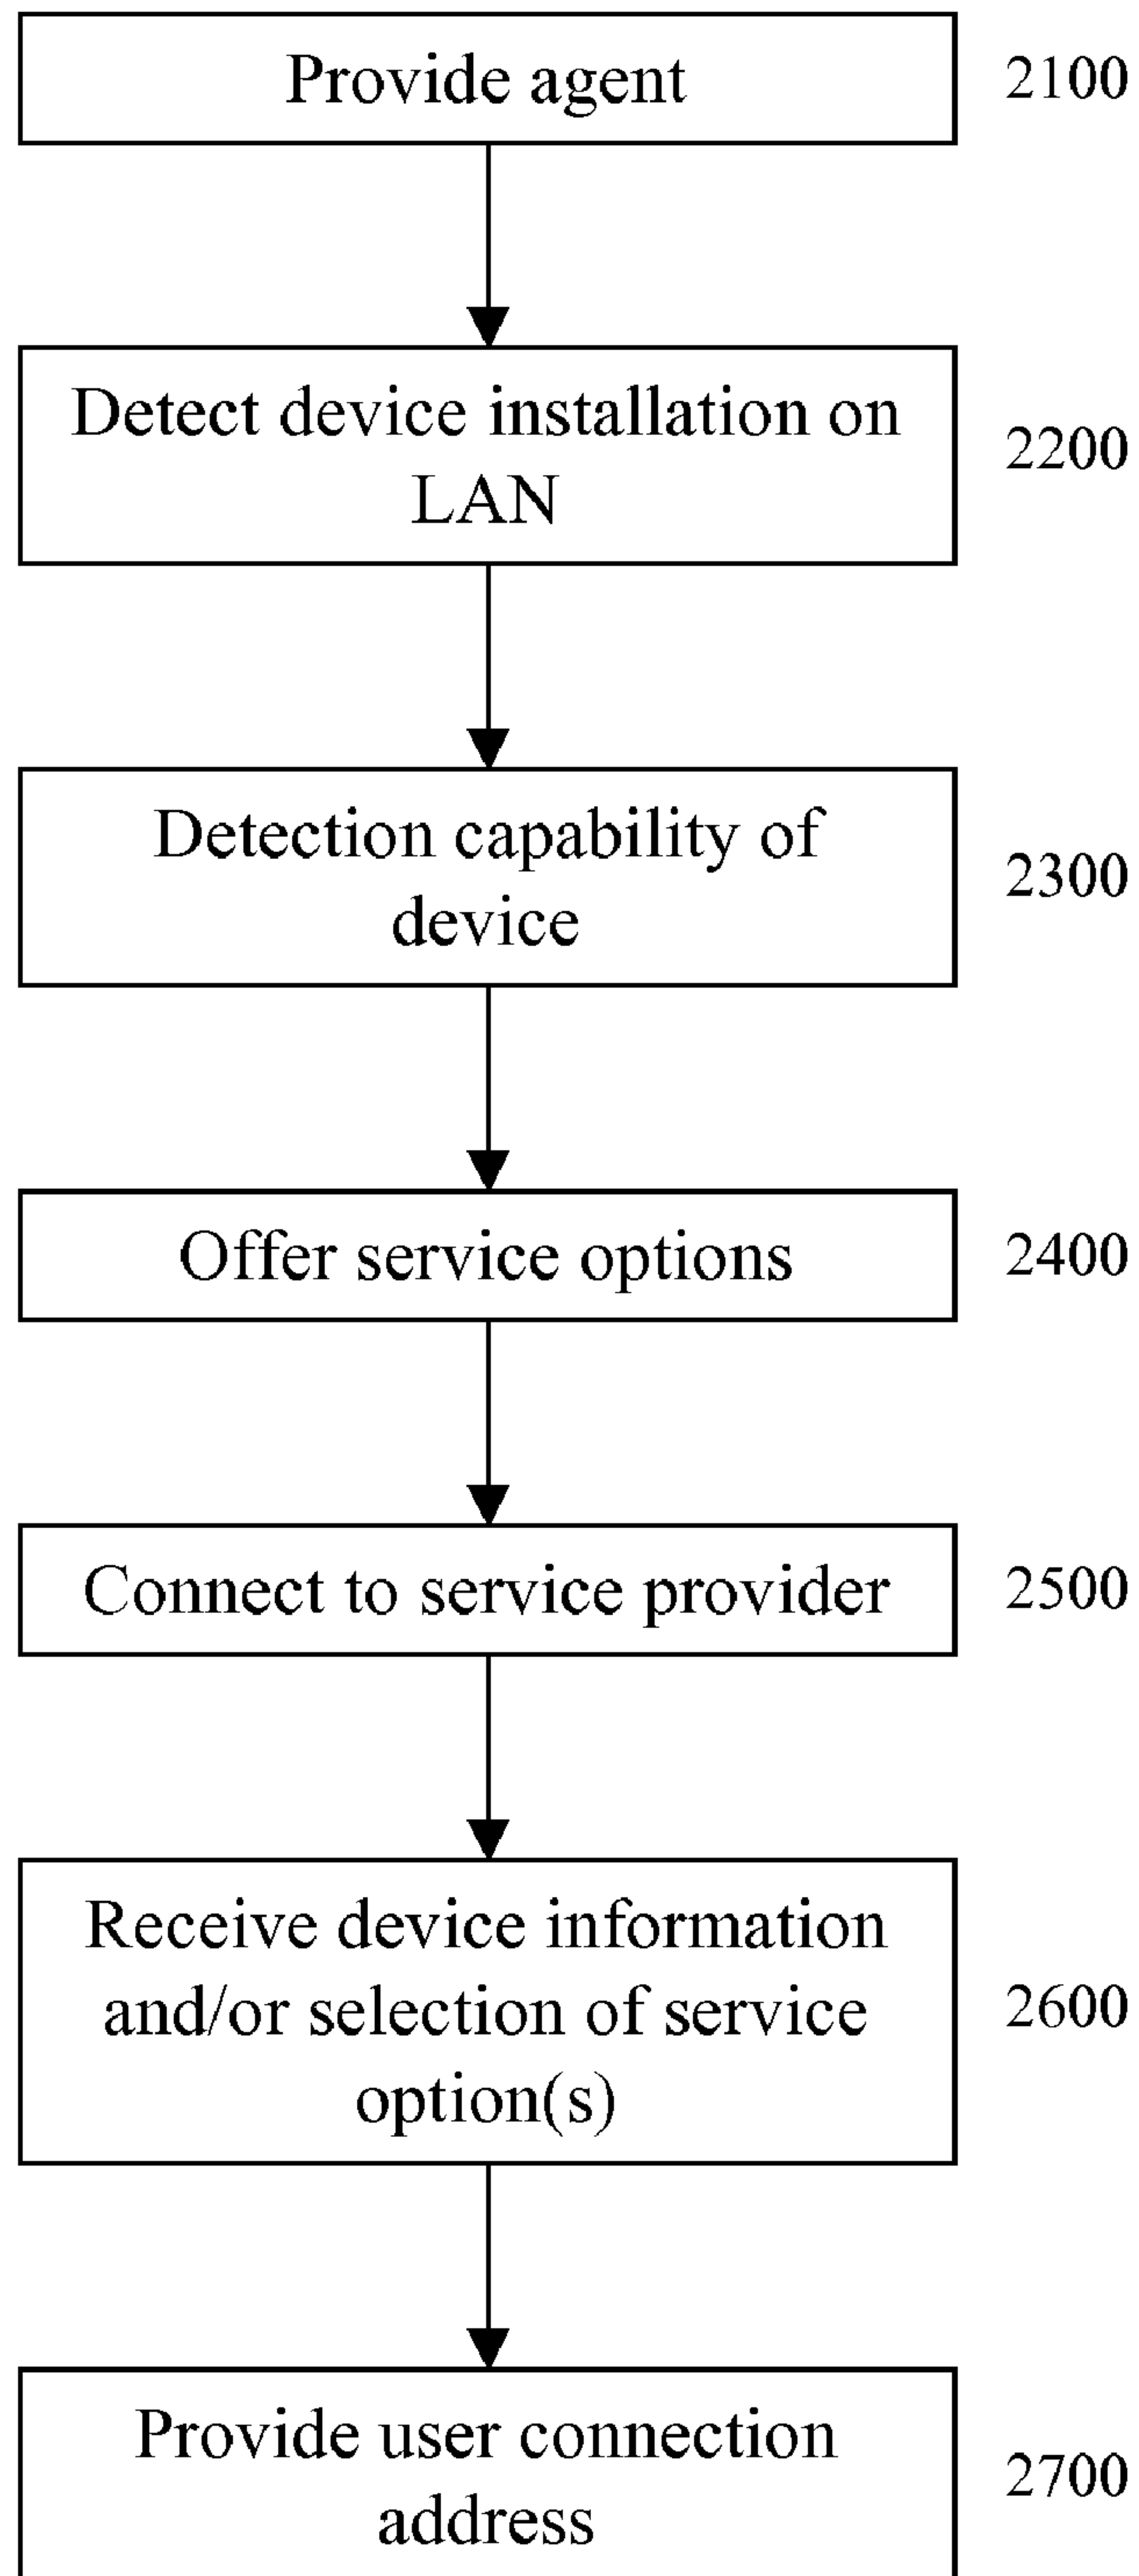 Provide agent
2100
Detect device installation on
LAN
2200
Detection capability of
device
2300
Offer service options
2400
Connect to service provider
2500
Receive device information
and/or selection of service
option(s)
2600
Provide user connection
address
2700